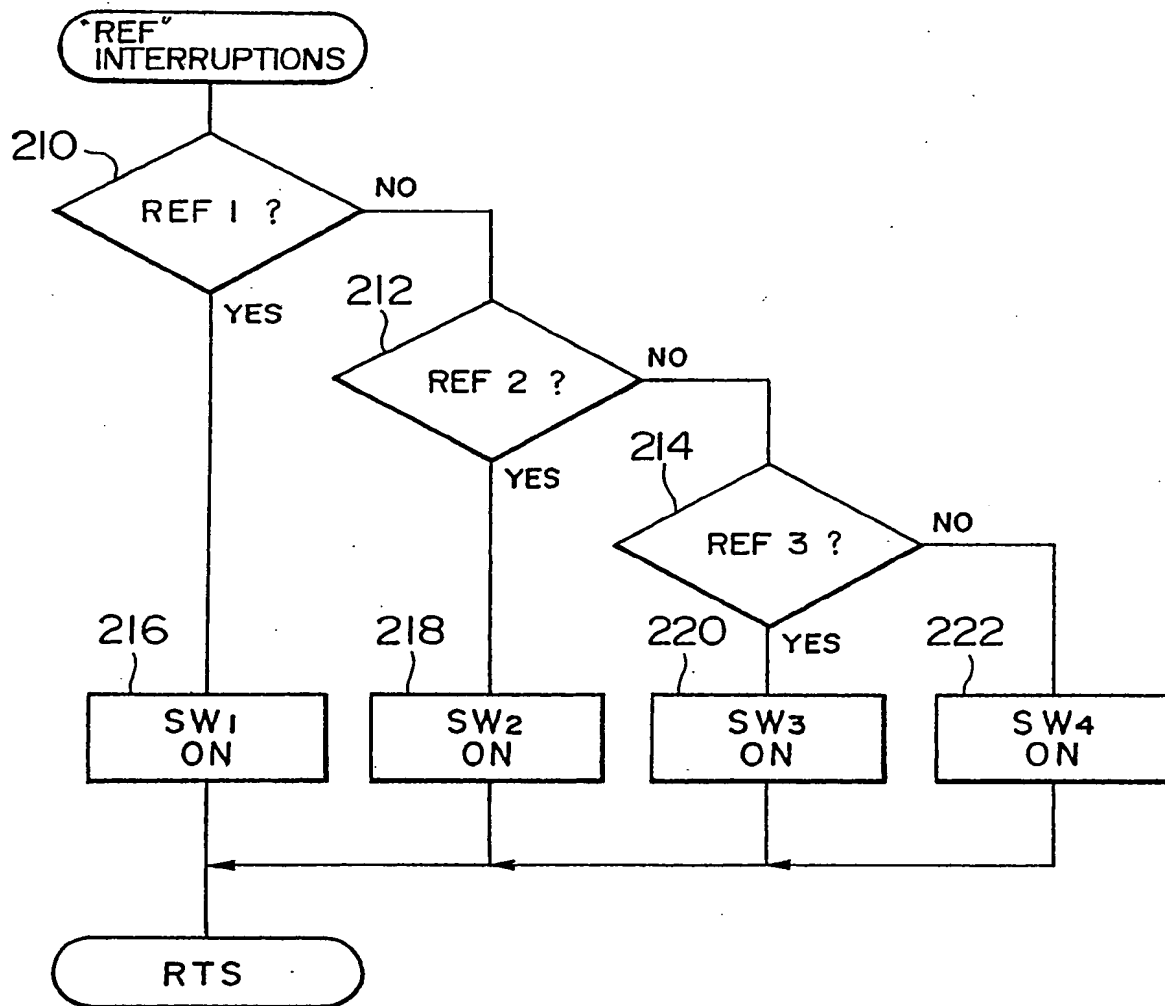 "REF"
INTERRUPTIONS
210
REF 1 ?
NO
YES
212
REF 2 ?
NO
YES
214
REF 3 ?
NO
YES
216
218
220
222
SW1
ON
SW2
ON
SW3
ON
SW4
ON
RTS